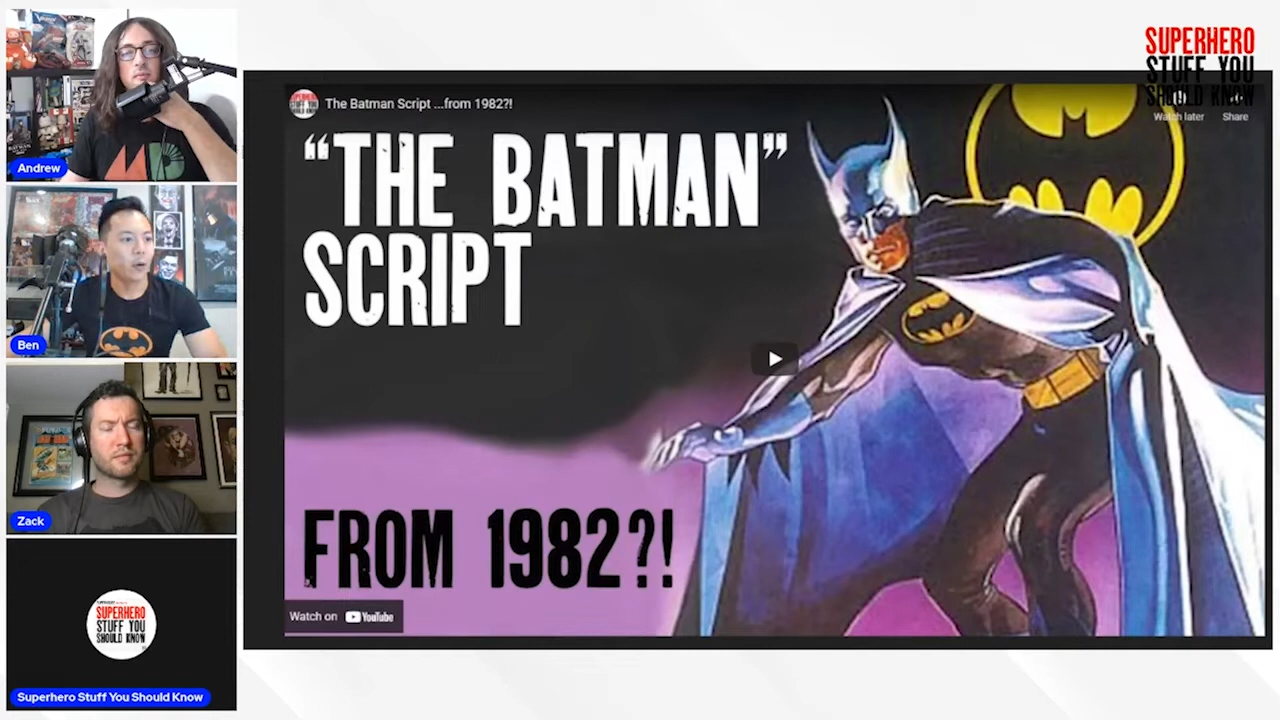 Andrew
Ben
Zack
SUPERHERO
STUFF YOU
SHOULD KNOW
Superhero Stuff You Should Know
The Batman Script ...from 1982?!
SUPERHERO
STUFF YOU
SHOULD KNOW
Watch later
Share
“THE BATMAN”
SCRIPT
FROM 1982?!
Watch on YouTube